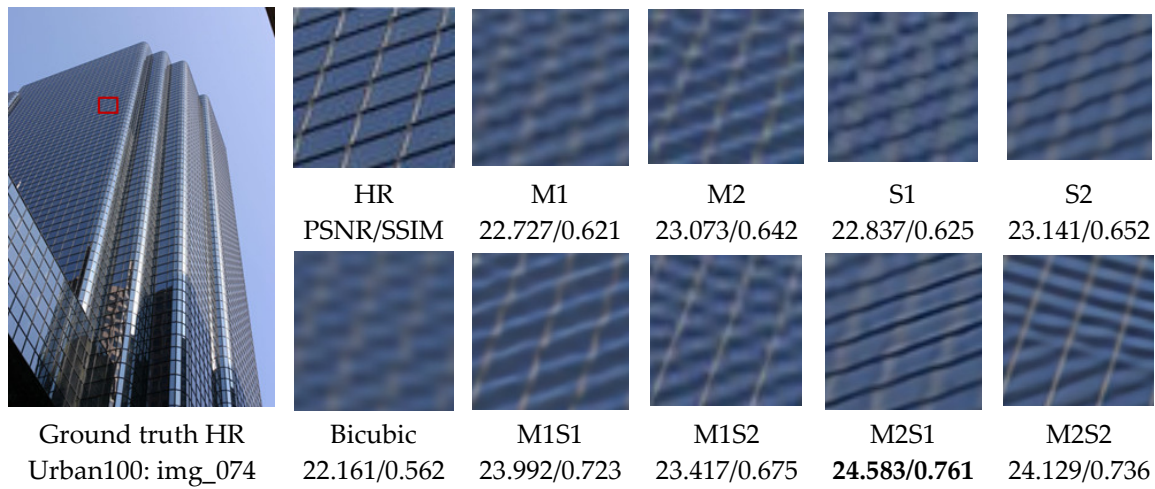 HR M1 M2 S1 S2
PSNR/SSIM 22.727/0.621 23.073/0.642 22.837/0.625 23.141/0.652
Ground truth HR Bicubic M1S1 M1S2 M2S1 M2S2
Urban100: img_074 22.161/0.562 23.992/0.723 23.417/0.675 24.583/0.761 24.129/0.736